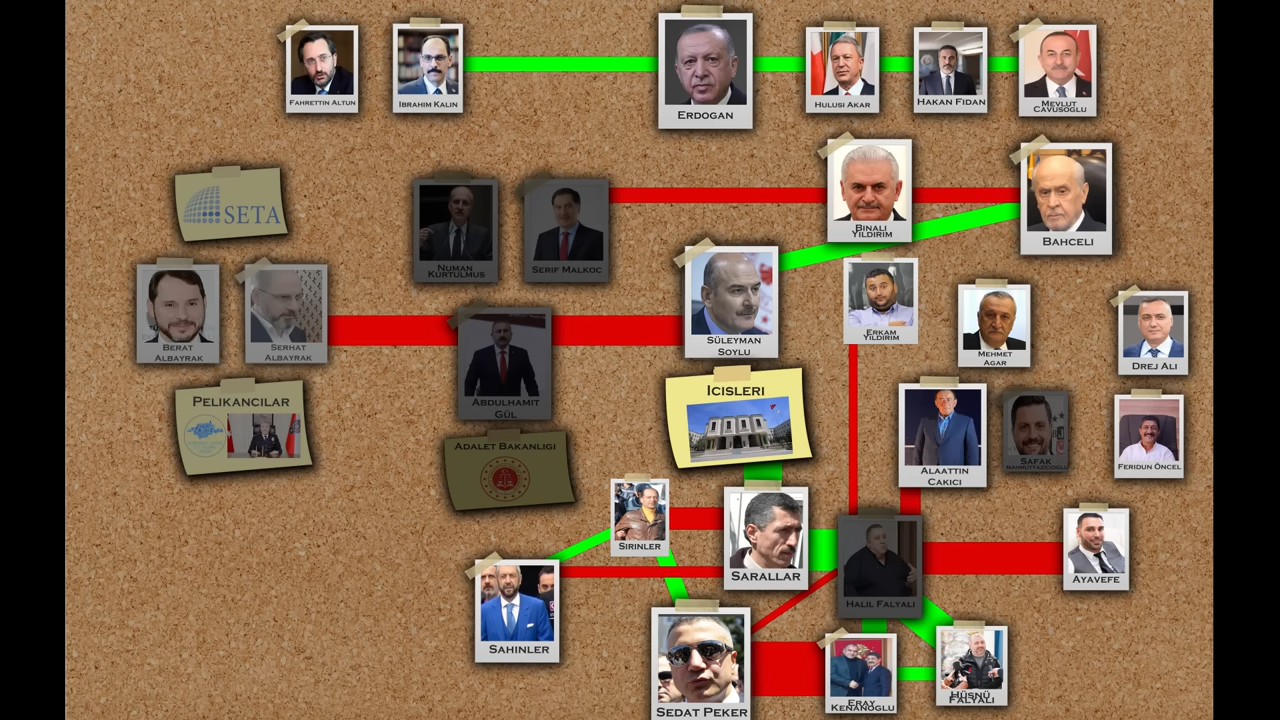 FAHRETTIN ALTUN
IBRAHIM KALIN
ERDOGAN
HULUSI AKAR
HAKAN FIDAN
MEVLUT
CAVUSOGLU
SETA
NUMAN
KURTULMUS
SERIF MALKOC
BINALI
YILDIRIM
BAHCELI
BERAT
ALBAYRAK
SERHAT
ALBAYRAK
ABDULHAMIT
GÜL
SÜLEYMAN
SOYLU
ERKAM
YILDIRIM
MEHMET
AGAR
DREJ ALI
PELIKANCILAR
ICISLERI
ADALET BAKANLIGI
ALAATTIN
CAKICI
SAFAK
MAHMUTYAZICIOGLU
FERIDUN ÖNCEL
SIRINLER
SARALLAR
HALIL FALYALI
AYAVEFE
SAHINLER
SEDAT PEKER
ERAY
KENANOGLU
HÜSNÜ
FALYALI